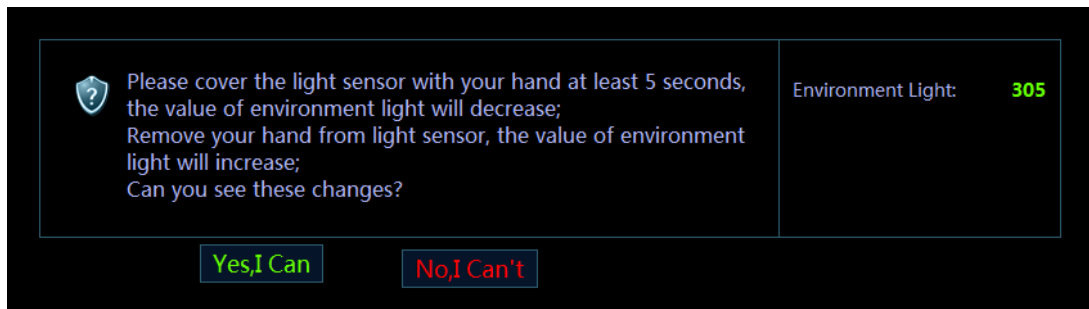 Please cover the light sensor with your hand at least 5 seconds,
the value of environment light will decrease;
Remove your hand from light sensor, the value of environment
light will increase;
Can you see these changes?
Environment Light: 305
Yes,I Can
No,I Can't